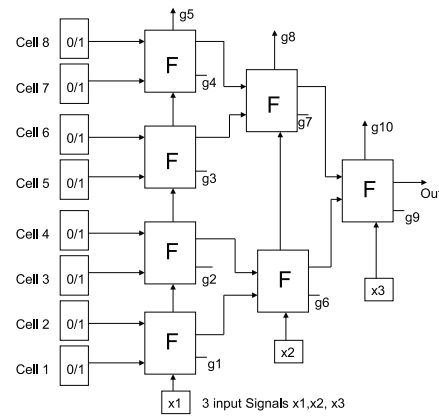 g5
Cell 8 0/1
F
g8
Cell 7 0/1
g4
F
Cell 6 0/1
g7
F
g10
Cell 5 0/1
g3
F
Out
g9
Cell 4 0/1
F
Cell 3 0/1
g2
F
x3
g6
Cell 2 0/1
F
x2
Cell 1 0/1
g1
x1 3 input Signals x1,x2, x3